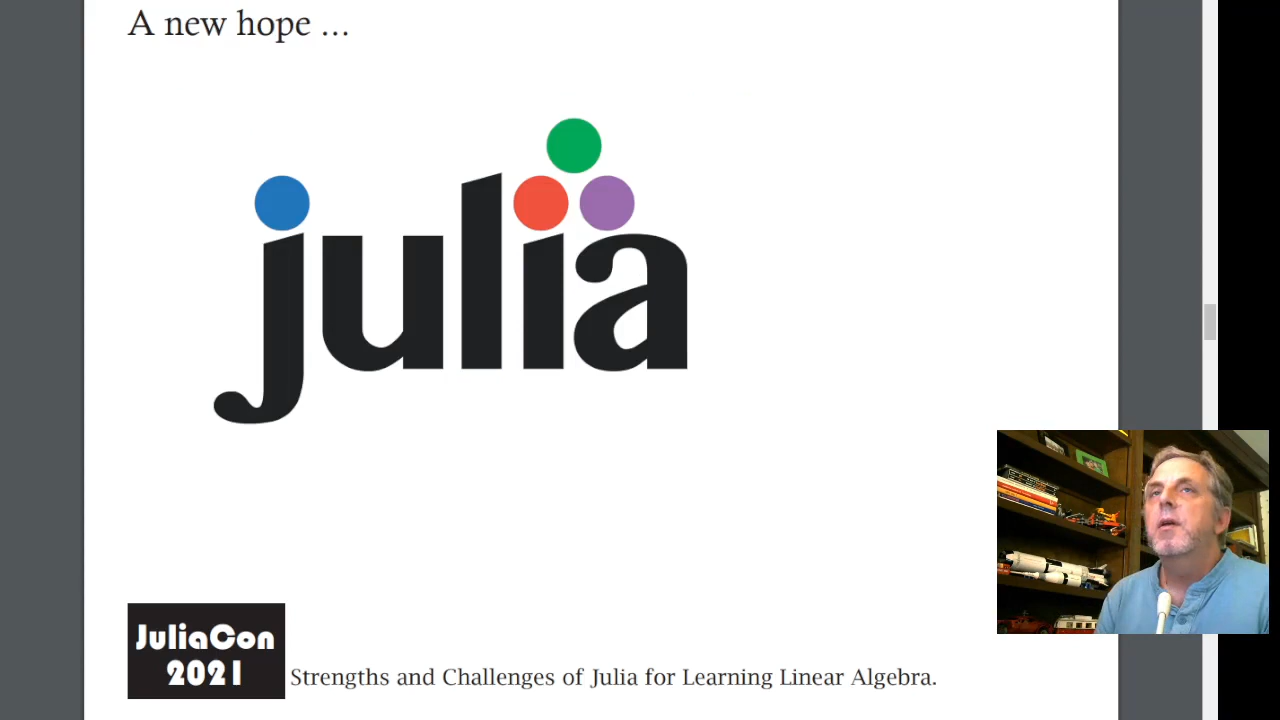 A new hope …
julia
JuliaCon
2021
Strengths and Challenges of Julia for Learning Linear Algebra.